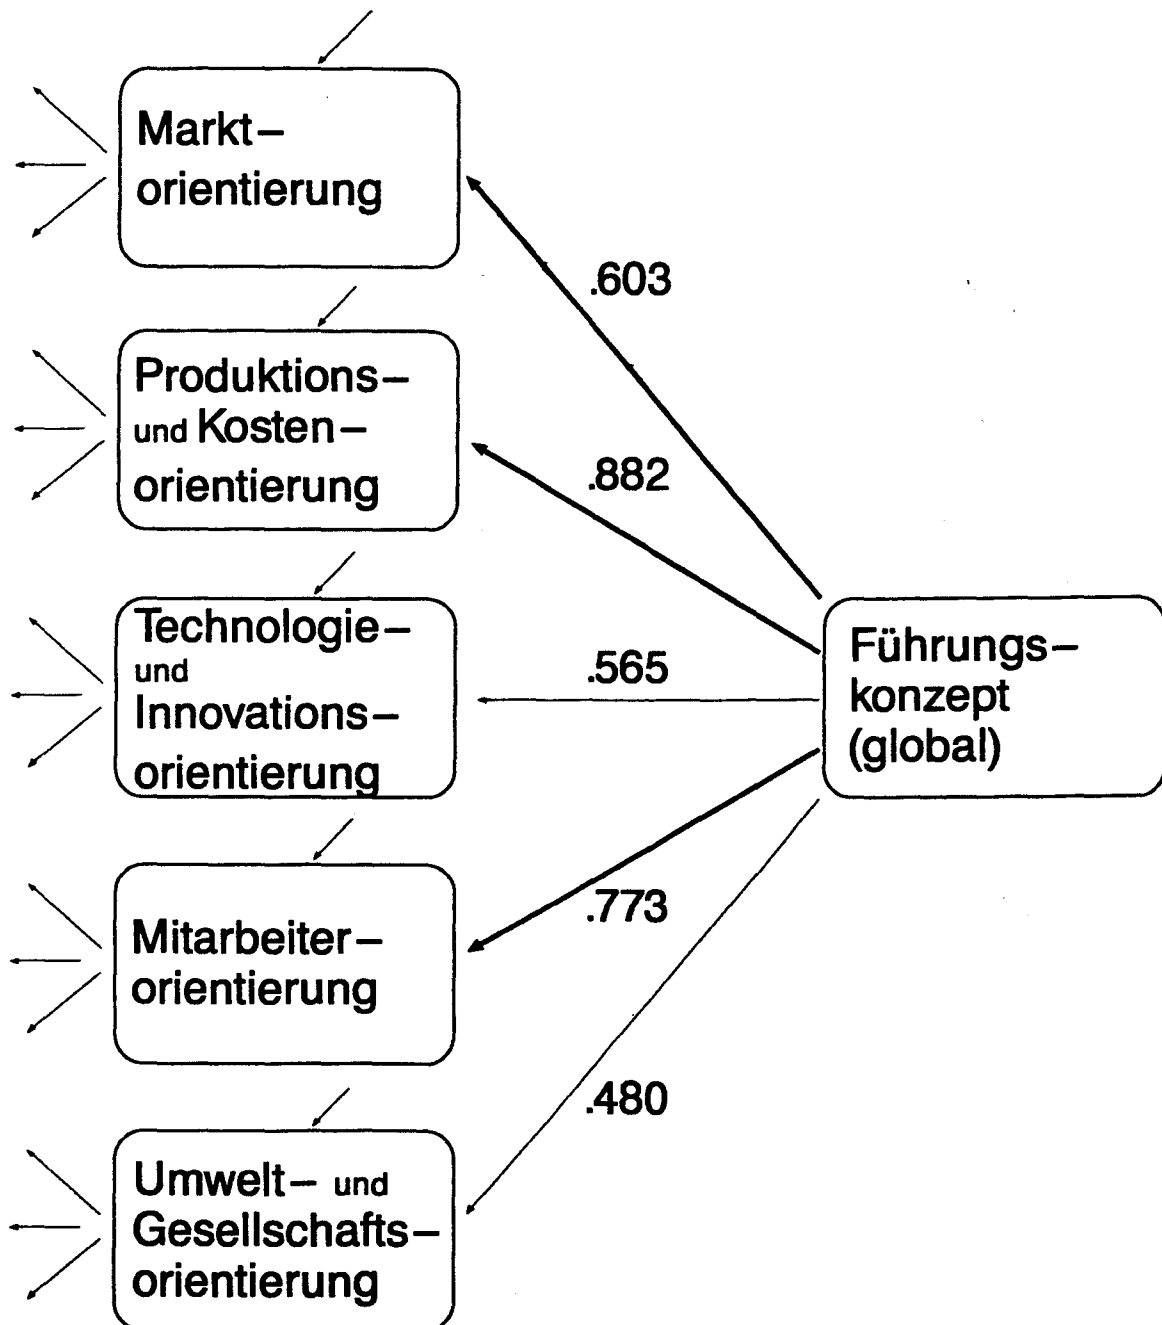 Markt–
orientierung
.603
Produktions–
und Kosten–
orientierung
.882
Technologie–
und
Innovations–
orientierung
.565
Führungs–
konzept
(global)
Mitarbeiter–
orientierung
.773
Umwelt– und
Gesellschafts–
orientierung
.480